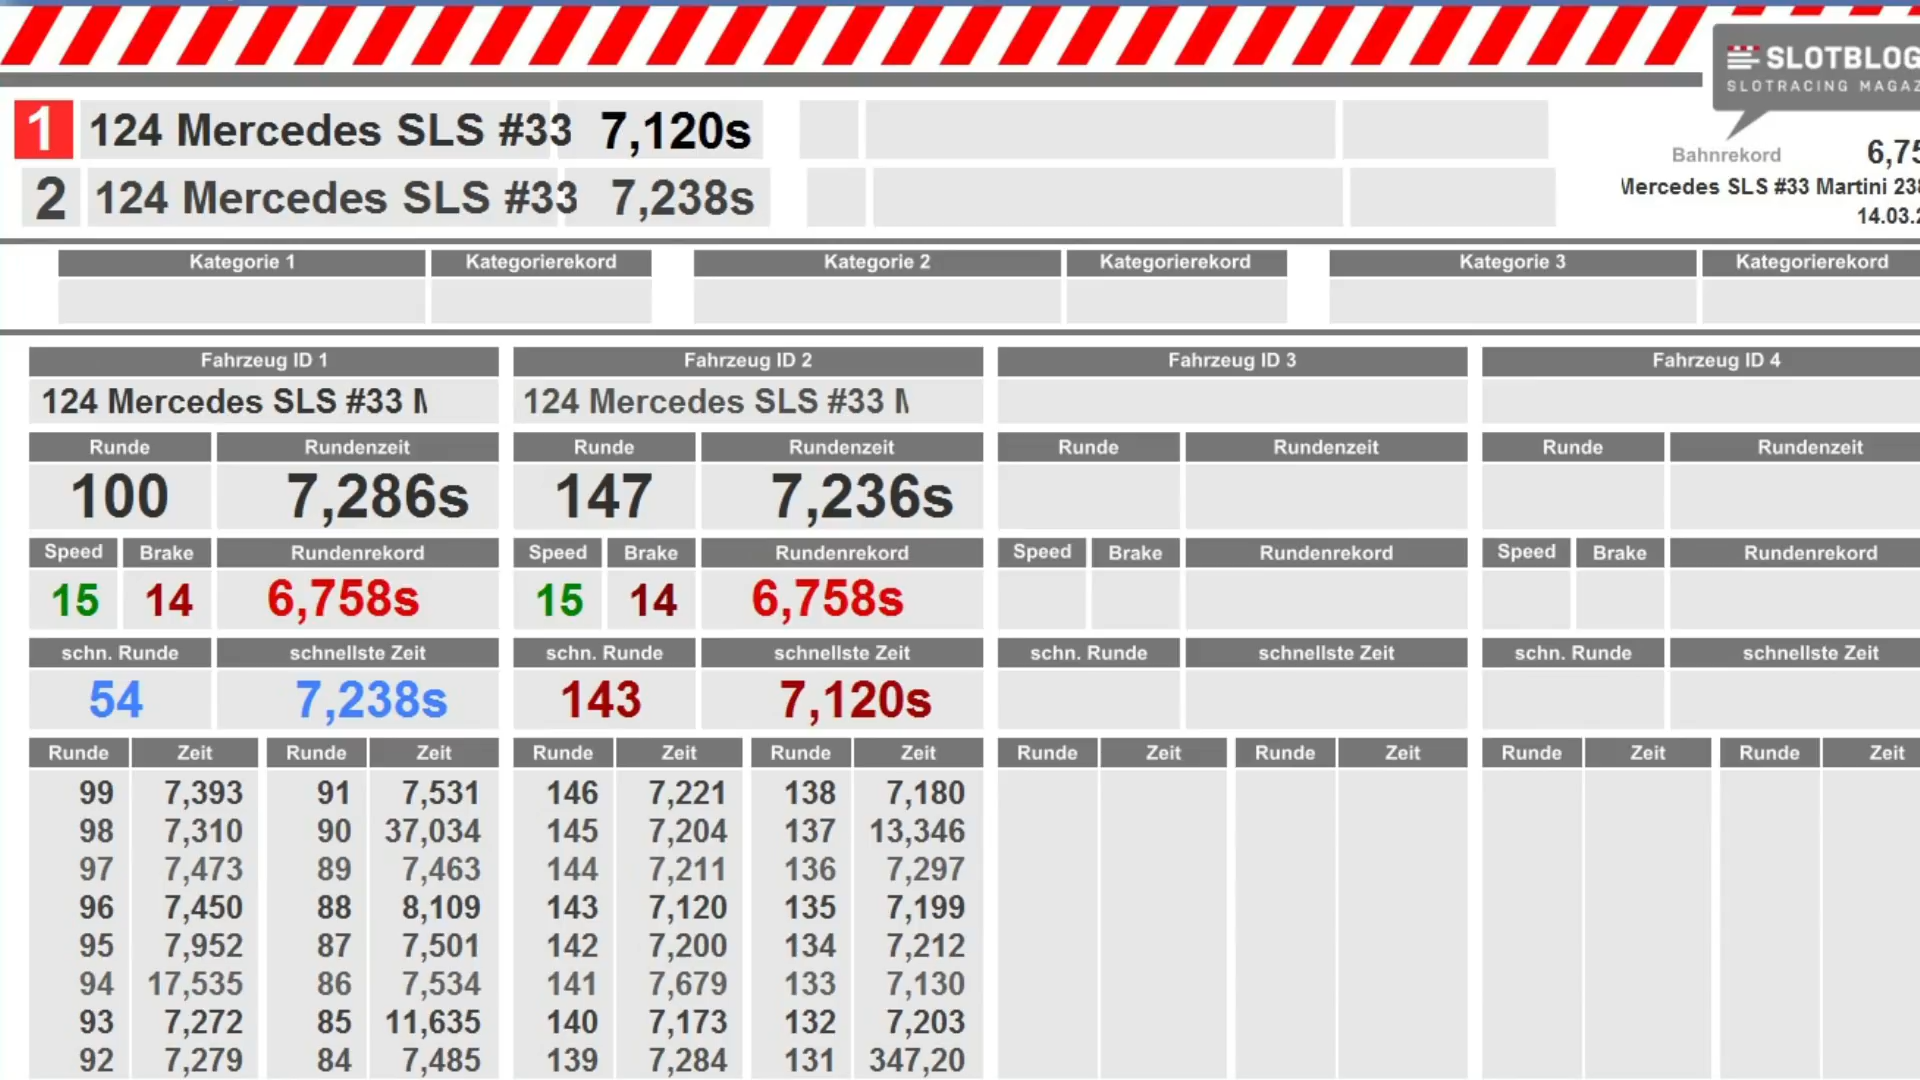 SLOTBLOG
SLOTRACING MAGAZ
1 124 Mercedes SLS #33 7,120s
2 124 Mercedes SLS #33 7,238s
Bahnrekord 6,75
Mercedes SLS #33 Martini 238
14.03.2
Kategorie 1 Kategorierekord Kategorie 2 Kategorierekord Kategorie 3 Kategorierekord
Fahrzeug ID 1 Fahrzeug ID 2 Fahrzeug ID 3 Fahrzeug ID 4
124 Mercedes SLS #33 M 124 Mercedes SLS #33 M
Runde Rundenzeit Runde Rundenzeit Runde Rundenzeit Runde Rundenzeit
100 7,286s 147 7,236s
Speed Brake Rundenrekord Speed Brake Rundenrekord Speed Brake Rundenrekord Speed Brake Rundenrekord
15 14 6,758s 15 14 6,758s
schn. Runde schnellste Zeit schn. Runde schnellste Zeit schn. Runde schnellste Zeit schn. Runde schnellste Zeit
54 7,238s 143 7,120s
Runde Zeit Runde Zeit Runde Zeit Runde Zeit Runde Zeit Runde Zeit Runde Zeit Runde Zeit
99 7,393 91 7,531 146 7,221 138 7,180
98 7,310 90 37,034 145 7,204 137 13,346
97 7,473 89 7,463 144 7,211 136 7,297
96 7,450 88 8,109 143 7,120 135 7,199
95 7,952 87 7,501 142 7,200 134 7,212
94 17,535 86 7,534 141 7,679 133 7,130
93 7,272 85 11,635 140 7,173 132 7,203
92 7,279 84 7,485 139 7,284 131 347,20